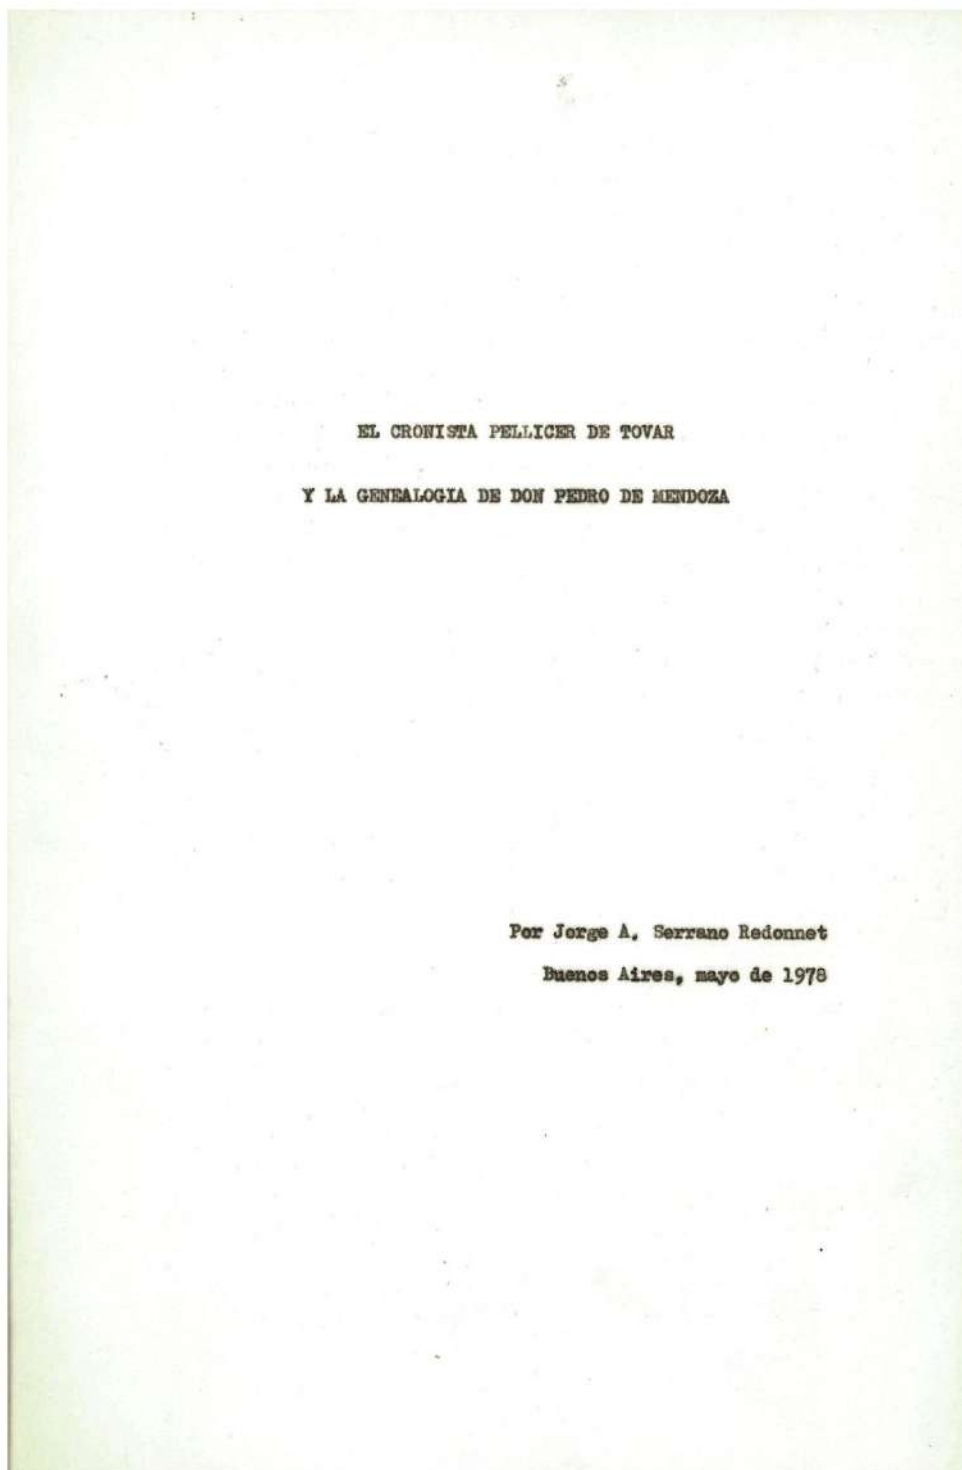 EL CRONISTA PELLICER DE TOVAR
Y LA GENEALOGIA DE DON PEDRO DE MENDOZA
Por Jorge A. Serrano Redonnet
Buenos Aires, mayo de 1978